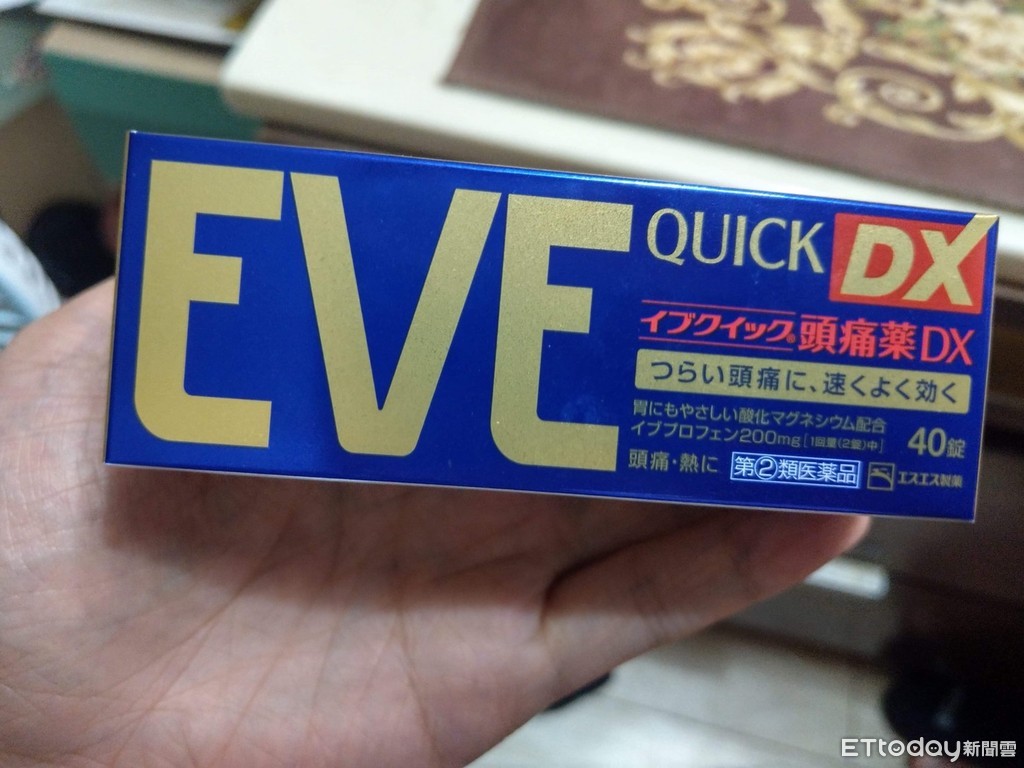 EVE
QUICK DX
イブクイック® 頭痛薬DX
つらい頭痛に、速くよく効く
胃にもやさしい酸化マグネシウム配合
イブプロフェン200mg [1回量(2錠)中]
40錠
頭痛・熱に
第②類医薬品
エスエス製薬
ETtoday新聞雲